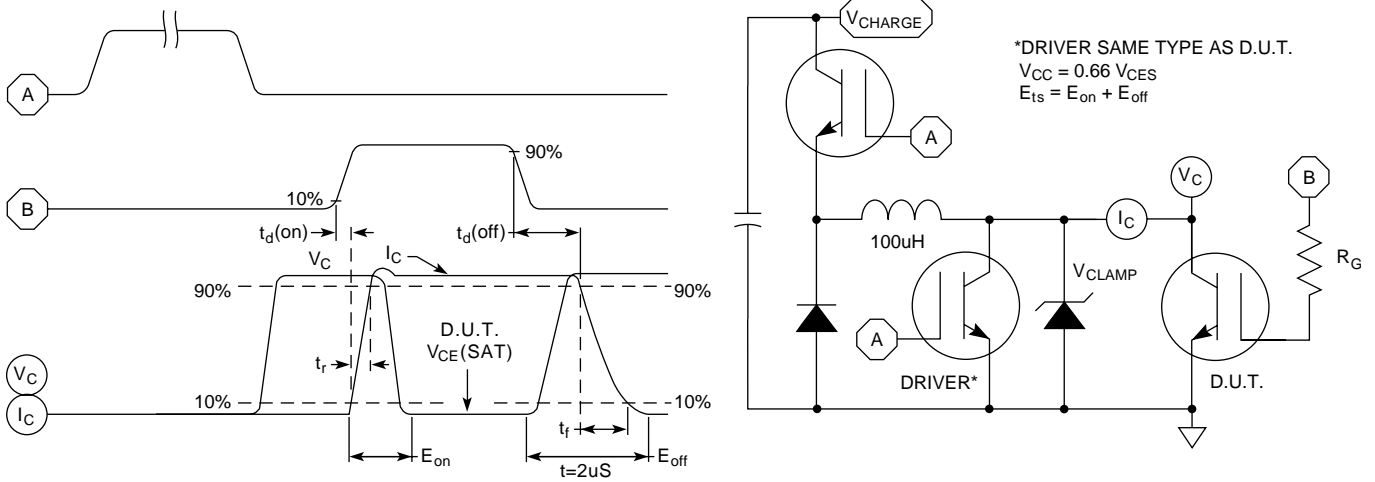 A
B
90%
10%
t_d(on)
t_d(off)
V_C
I_C
90%
90%
D.U.T.
V_CE(SAT)
t_r
V_C
I_C
10%
10%
t_f
E_on
t=2uS
E_off
V_CHARGE
*DRIVER SAME TYPE AS D.U.T.
V_CC = 0.66 V_CES
E_ts = E_on + E_off
A
V_C
B
100uH
I_C
R_G
V_CLAMP
A
DRIVER*
D.U.T.